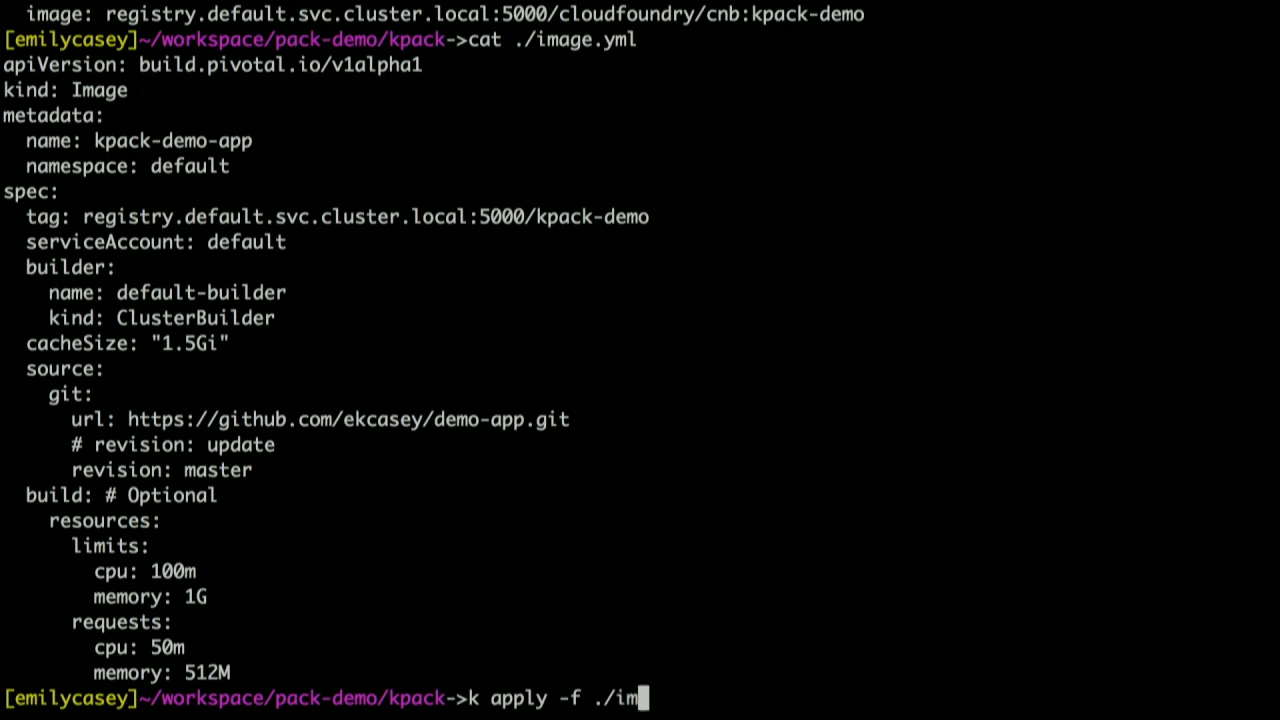 image: registry.default.svc.cluster.local:5000/cloudfoundry/cnb:kpack-demo
[emilycasey]~/workspace/pack-demo/kpack->cat ./image.yml
apiVersion: build.pivotal.io/v1alpha1
kind: Image
metadata:
  name: kpack-demo-app
  namespace: default
spec:
  tag: registry.default.svc.cluster.local:5000/kpack-demo
  serviceAccount: default
  builder:
    name: default-builder
    kind: ClusterBuilder
  cacheSize: "1.5Gi"
  source:
    git:
      url: https://github.com/ekcasey/demo-app.git
      # revision: update
      revision: master
  build: # Optional
    resources:
      limits:
        cpu: 100m
        memory: 1G
      requests:
        cpu: 50m
        memory: 512M
[emilycasey]~/workspace/pack-demo/kpack->k apply -f ./im